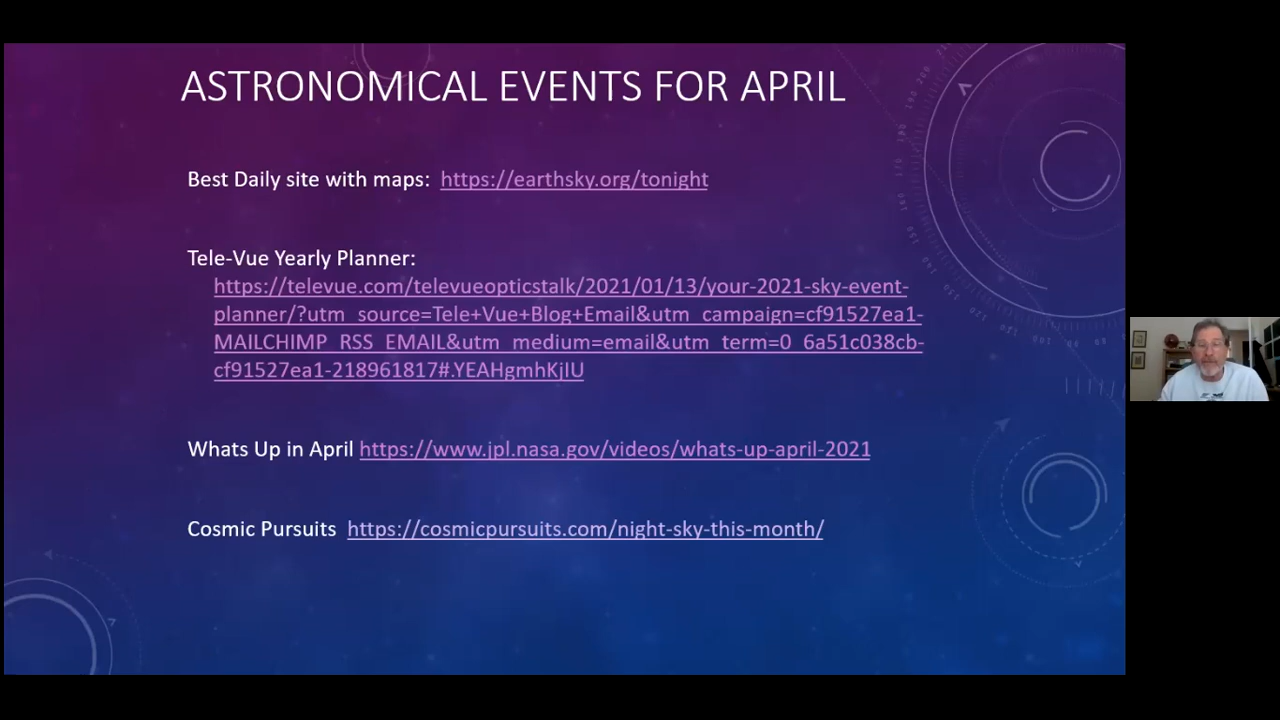 ASTRONOMICAL EVENTS FOR APRIL
Best Daily site with maps: https://earthsky.org/tonight
Tele-Vue Yearly Planner:
https://televue.com/televueopticstalk/2021/01/13/your-2021-sky-event-
planner/?utm_source=Tele+Vue+Blog+Email&utm_campaign=cf91527ea1-
MAILCHIMP_RSS_EMAIL&utm_medium=email&utm_term=0_6a51c038cb-
cf91527ea1-218961817#.YEAHgmhKjIU
Whats Up in April https://www.jpl.nasa.gov/videos/whats-up-april-2021
Cosmic Pursuits https://cosmicpursuits.com/night-sky-this-month/